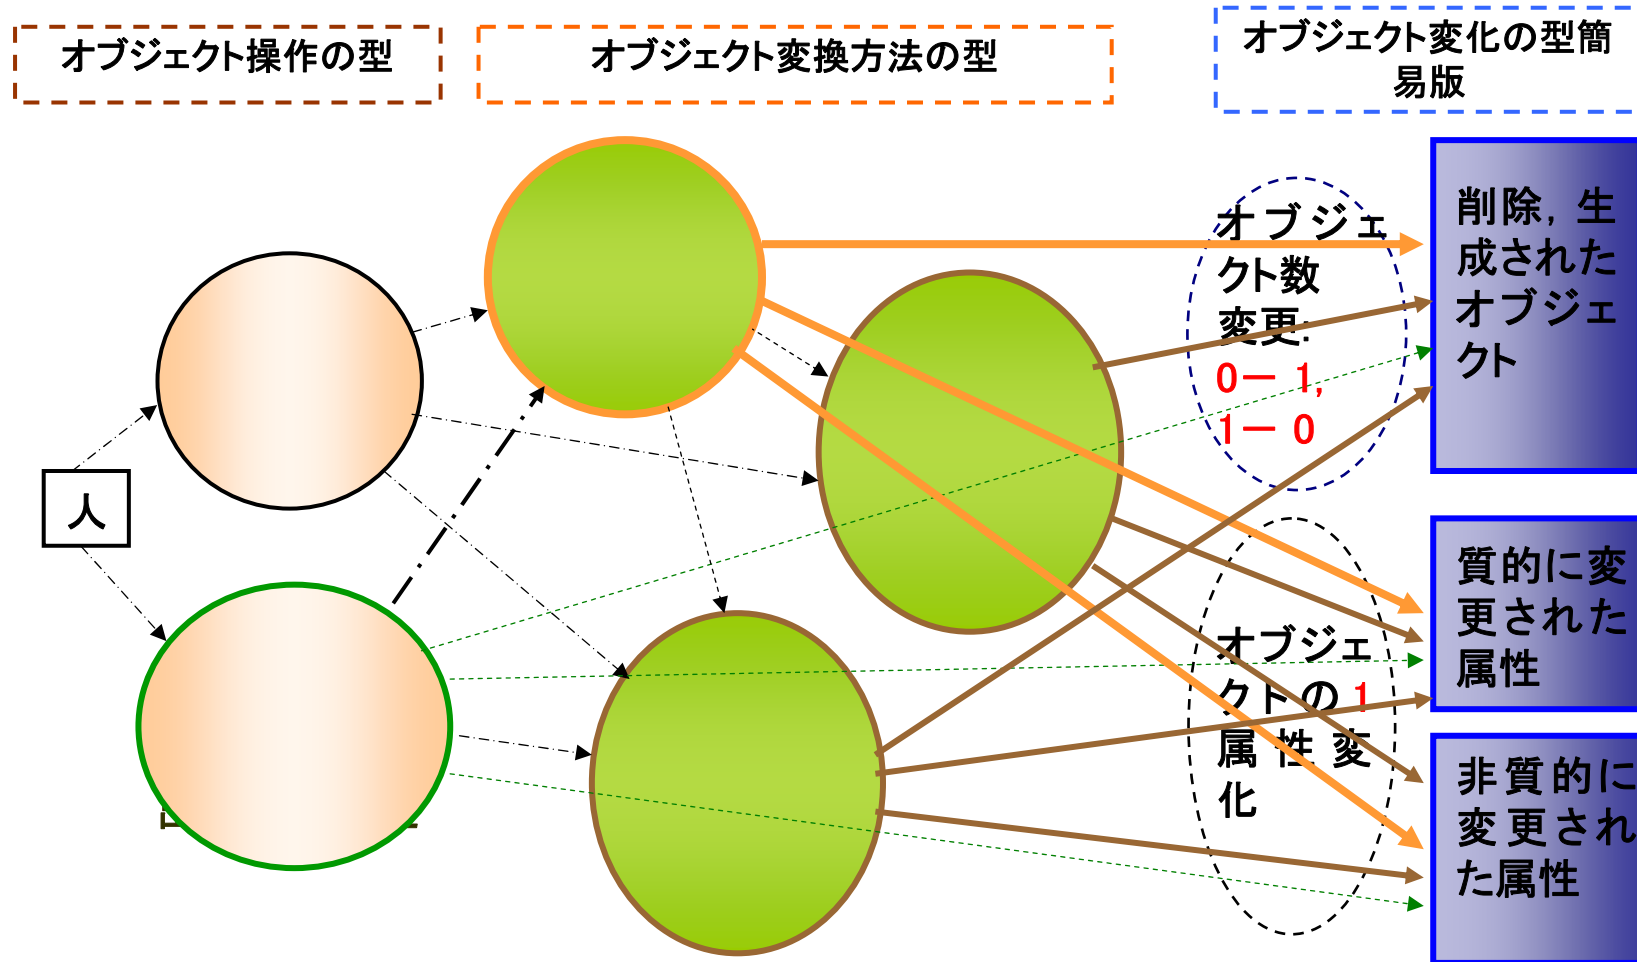 オブジェクト操作の型
オブジェクト変換方法の型
オブジェクト変化の型簡
易版
人
オブジェ
クト数
変更:
0ー 1,
1ー 0
オブジェ
クトの1
属性変
化
削除，生
成された
オブジェ
クト
質的に変
更された
属性
非質的に
変更され
た属性